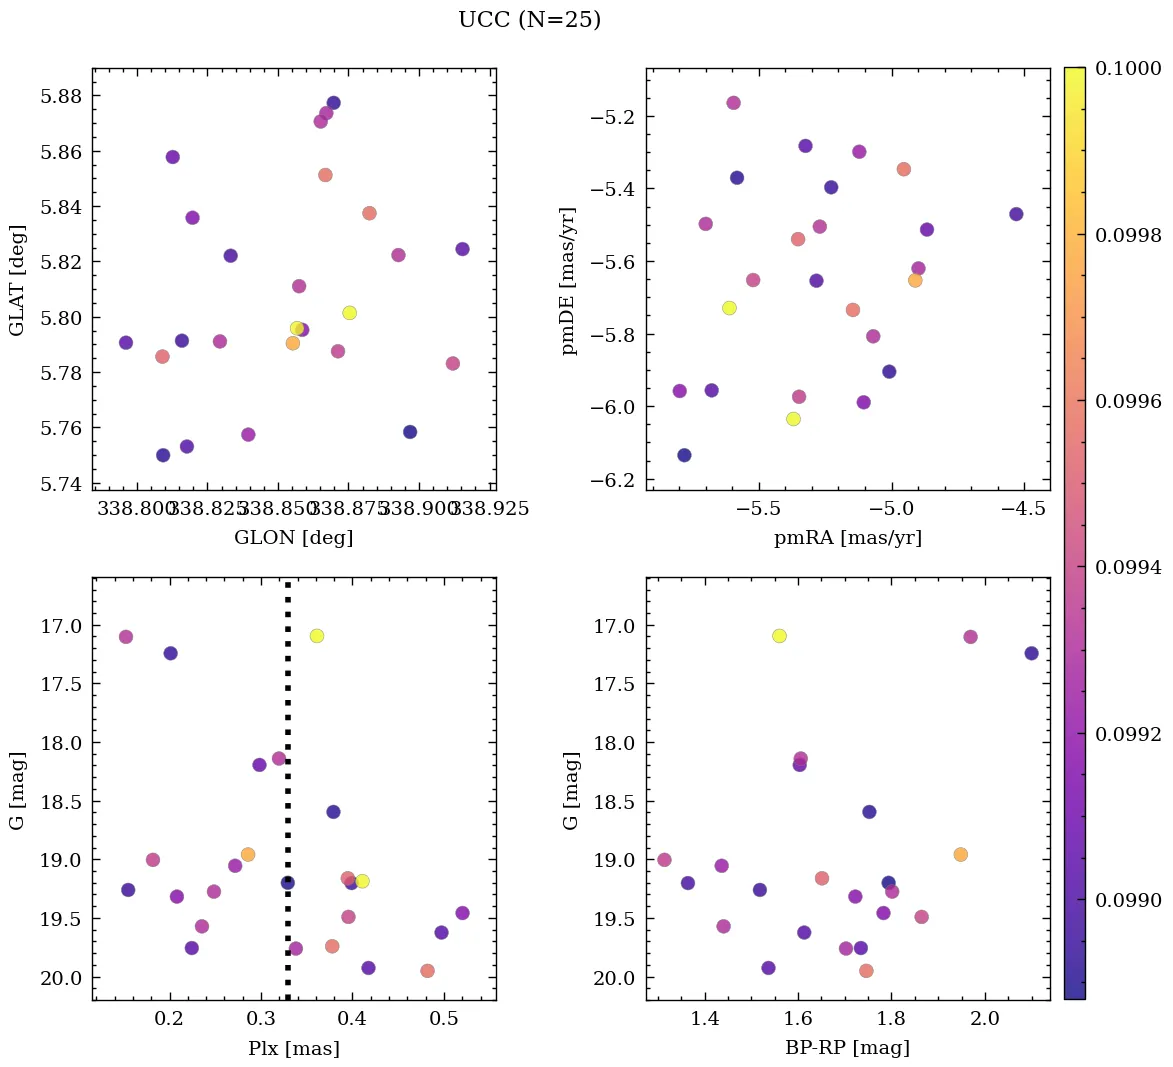 UCC (N=25)
5.88
5.86
5.84
5.82
5.80
5.78
5.76
5.74
GLAT [deg]
338.800 338.825 338.850 338.875 338.900 338.925
GLON [deg]
−5.2
−5.4
−5.6
−5.8
−6.0
−6.2
pmDE [mas/yr]
−5.5 −5.0 −4.5
pmRA [mas/yr]
17.0
17.5
18.0
18.5
19.0
19.5
20.0
G [mag]
0.2 0.3 0.4 0.5
Plx [mas]
17.0
17.5
18.0
18.5
19.0
19.5
20.0
G [mag]
1.4 1.6 1.8 2.0
BP-RP [mag]
0.1000
0.0998
0.0996
0.0994
0.0992
0.0990